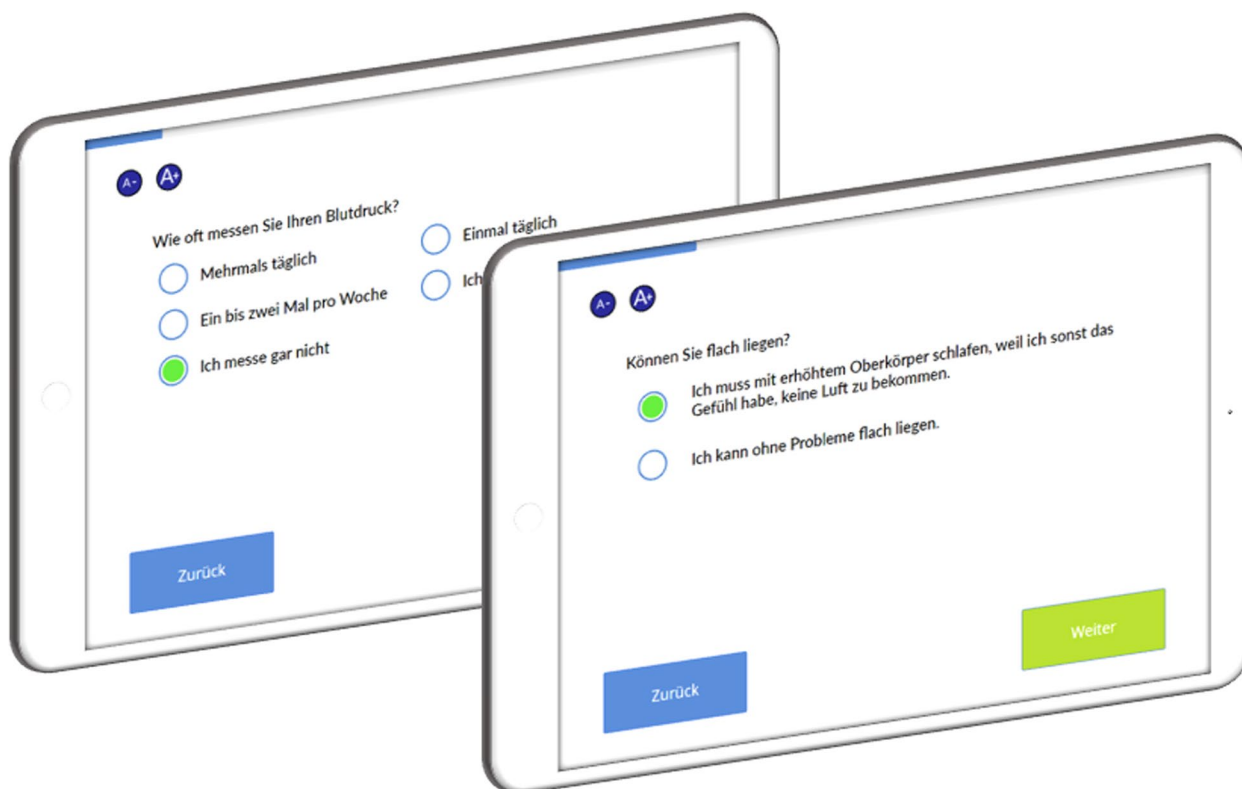 A- A+
Wie oft messen Sie Ihren Blutdruck?
Mehrmals täglich
Einmal täglich
Ein bis zwei Mal pro Woche
Ich
Ich messe gar nicht
Zurück
A- A+
Können Sie flach liegen?
Ich muss mit erhöhtem Oberkörper schlafen, weil ich sonst das
Gefühl habe, keine Luft zu bekommen.
Ich kann ohne Probleme flach liegen.
Zurück
Weiter